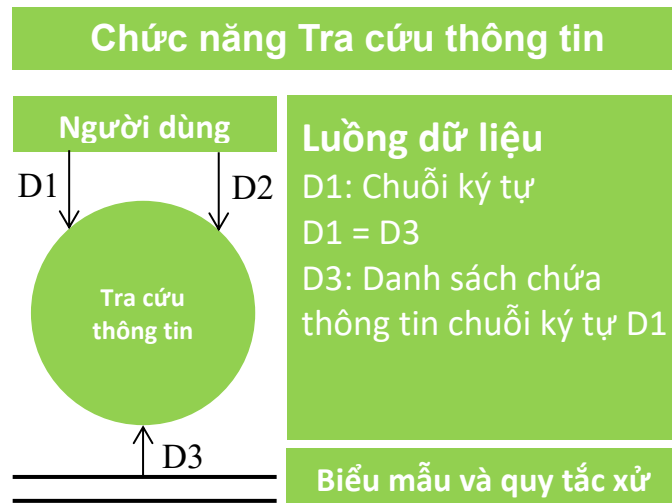 Chức năng Tra cứu thông tin
Người dùng
D1
D2
Tra cứu
thông tin
D3
Luồng dữ liệu
D1: Chuỗi ký tự
D1 = D3
D3: Danh sách chứa
thông tin chuỗi ký tự D1
Biểu mẫu và quy tắc xử